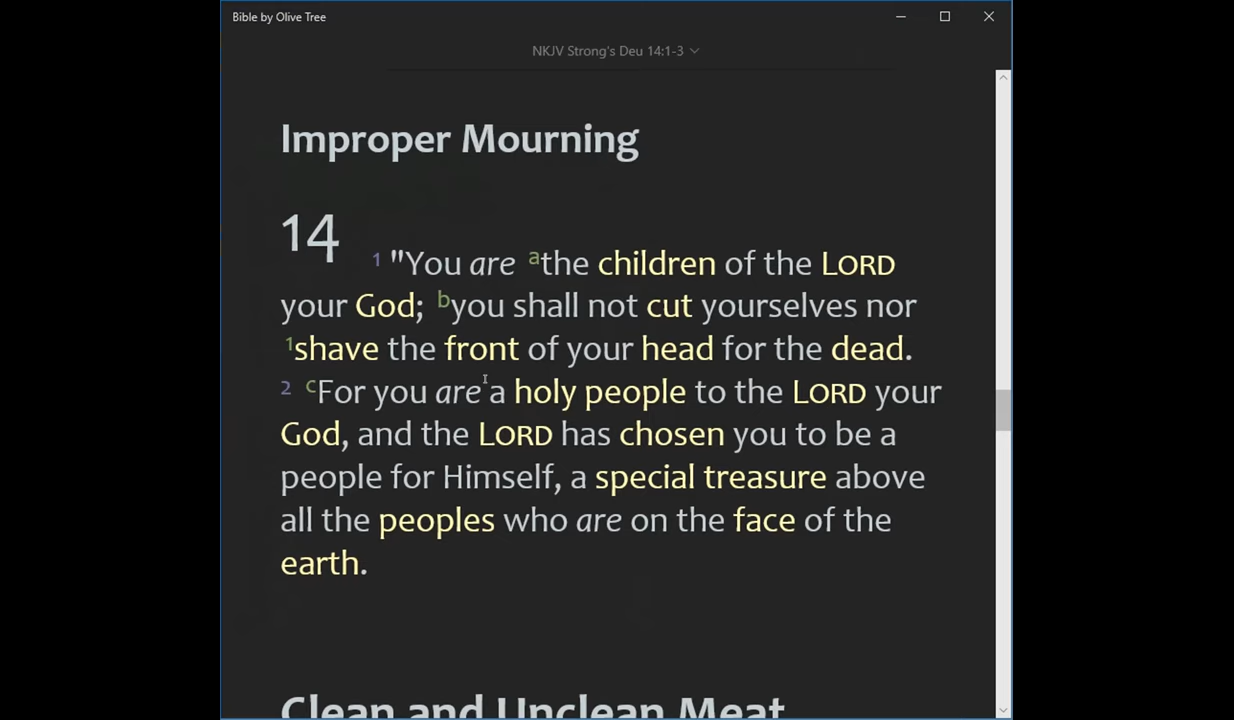 Bible by Olive Tree
NKJV Strong's Deu 14:1-3
Improper Mourning
14 1 "You are athe children of the LORD
your God; byou shall not cut yourselves nor
1shave the front of your head for the dead.
2 cFor you are a holy people to the LORD your
God, and the LORD has chosen you to be a
people for Himself, a special treasure above
all the peoples who are on the face of the
earth.
Clean and Unclean Meat